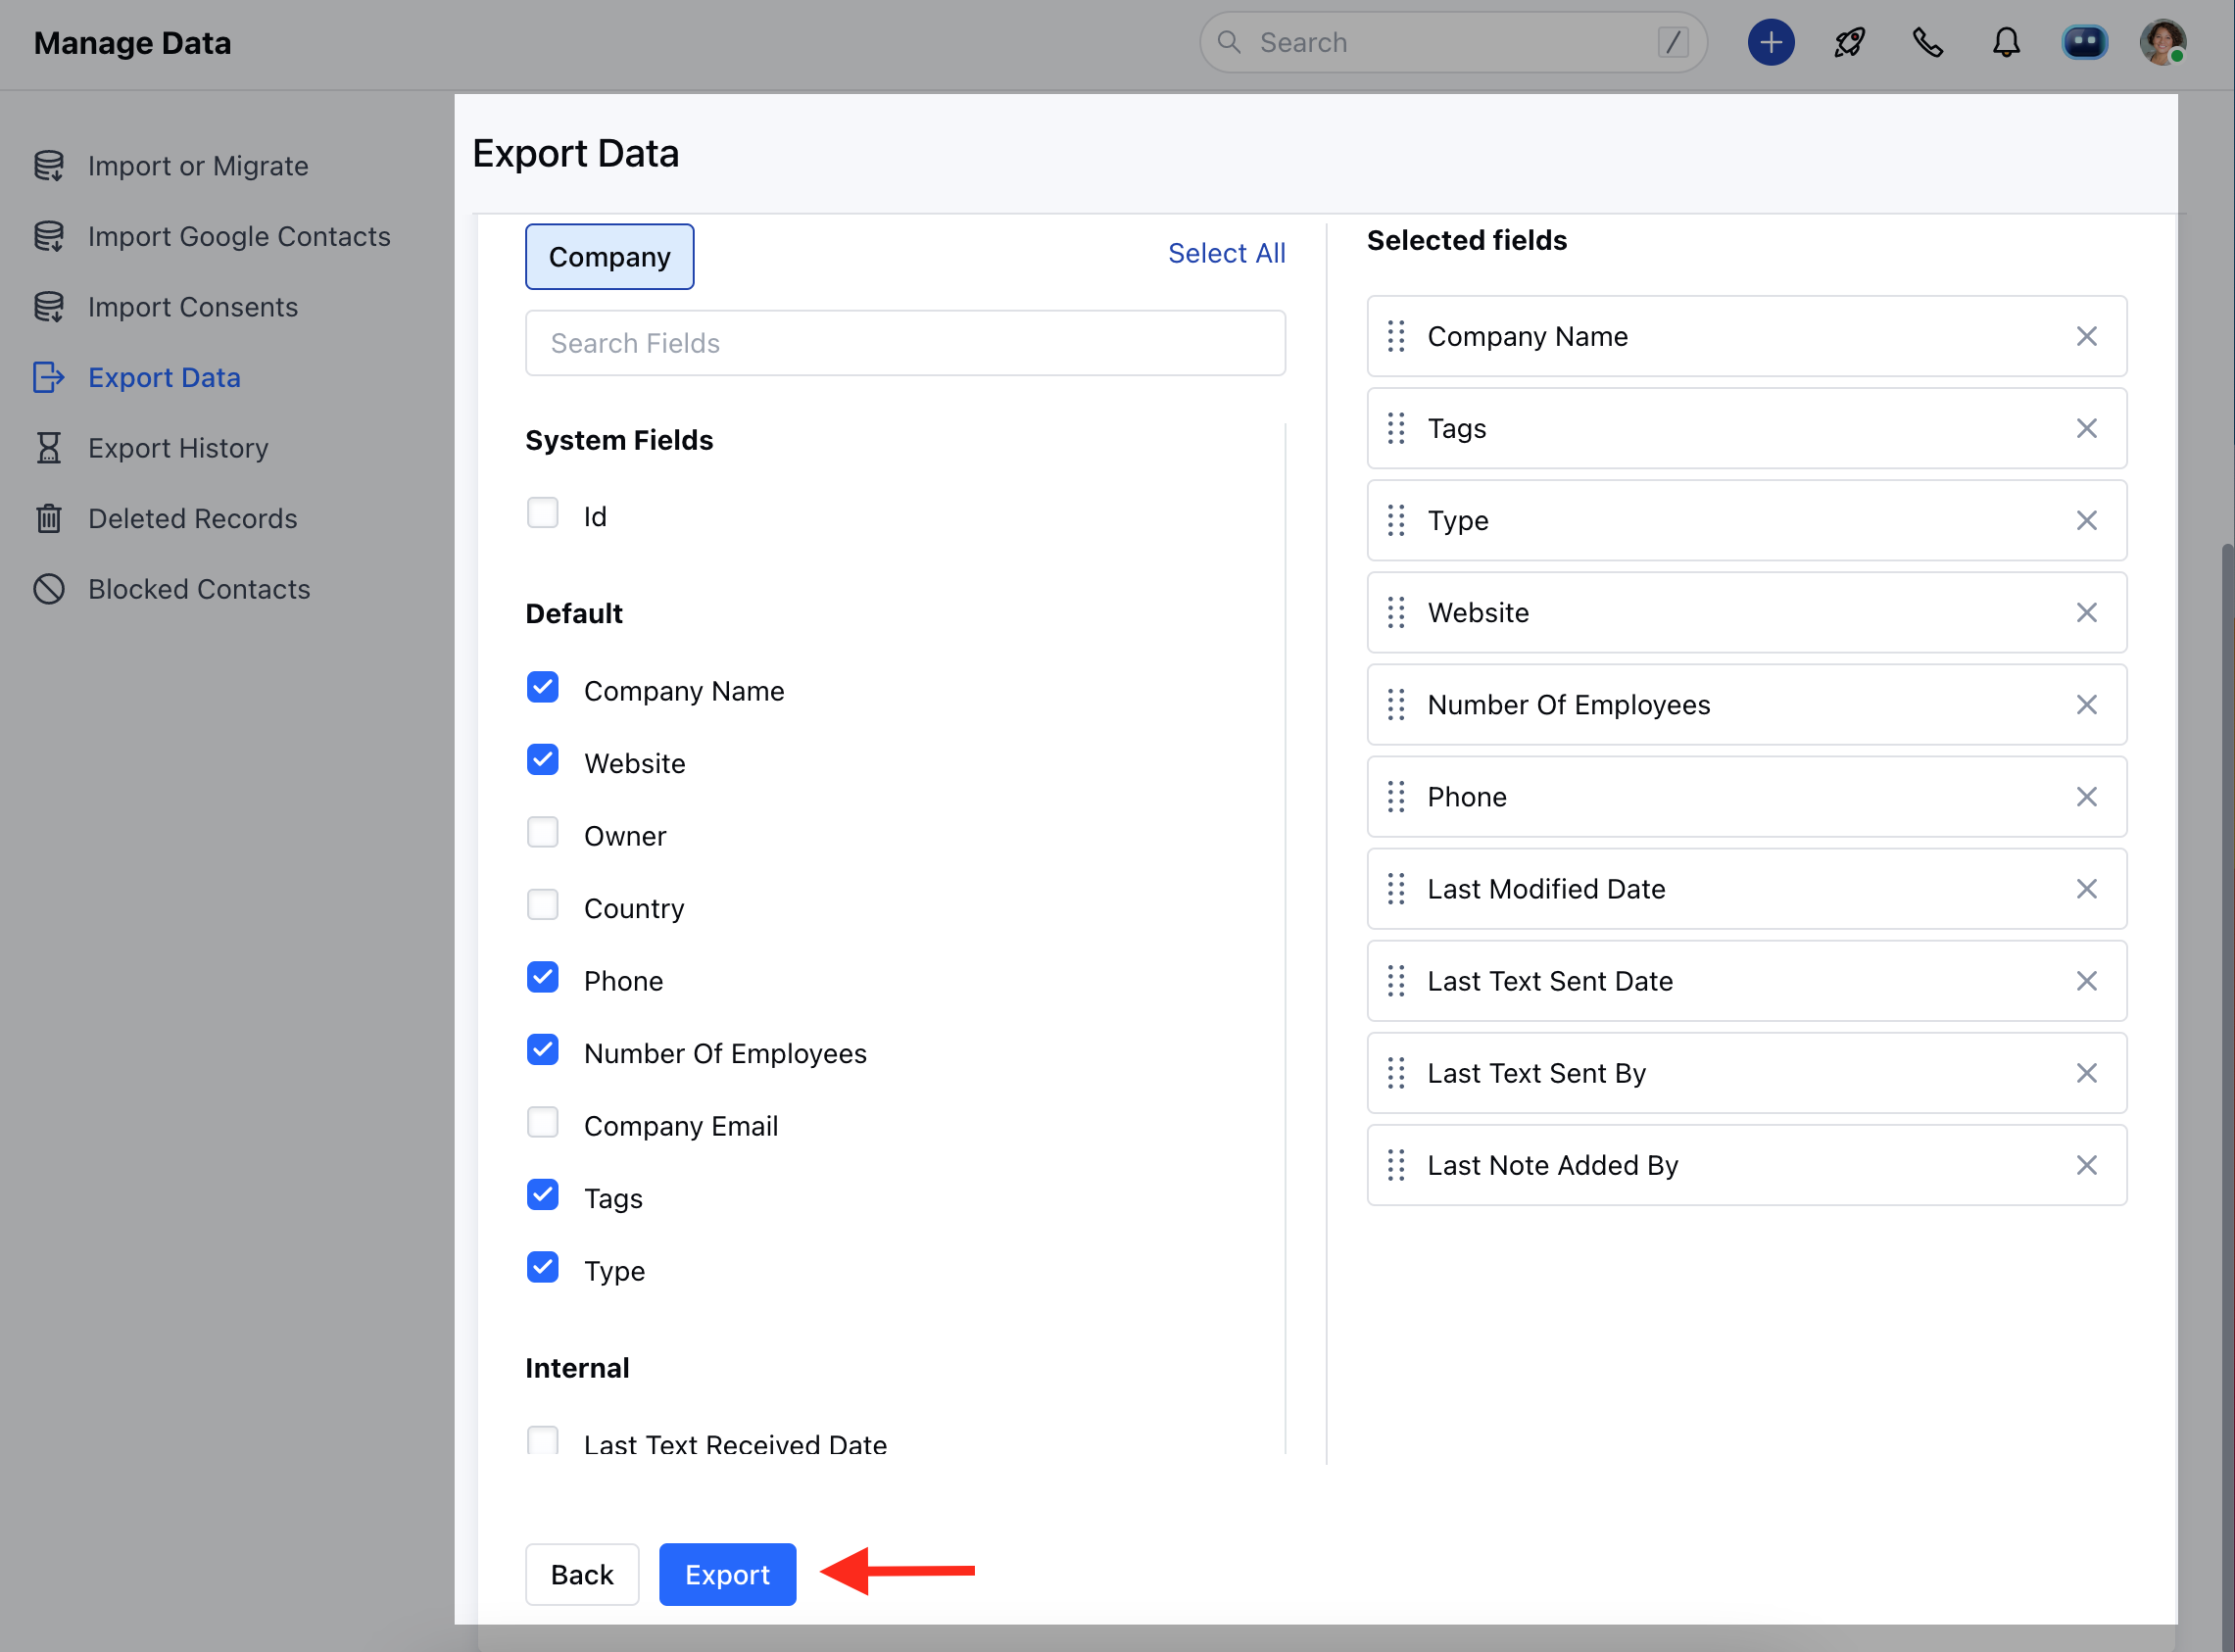 Manage Data
Search /
Import or Migrate
Import Google Contacts
Import Consents
Export Data
Export History
Deleted Records
Blocked Contacts
Export Data
Company
Select All
Search Fields
System Fields
Id
Default
Company Name
Website
Owner
Country
Phone
Number Of Employees
Company Email
Tags
Type
Internal
Last Text Received Date
Back
Export
Selected fields
Company Name
Tags
Type
Website
Number Of Employees
Phone
Last Modified Date
Last Text Sent Date
Last Text Sent By
Last Note Added By